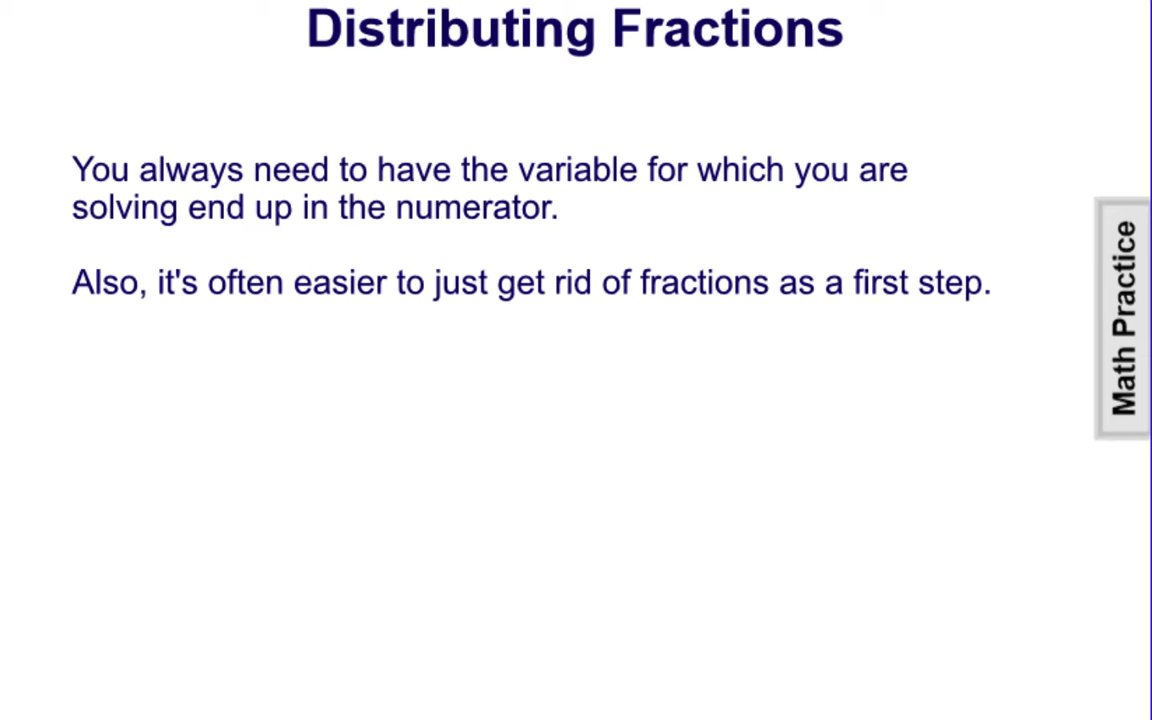 Distributing Fractions
You always need to have the variable for which you are
solving end up in the numerator.
Also, it's often easier to just get rid of fractions as a first step.
Math Practice